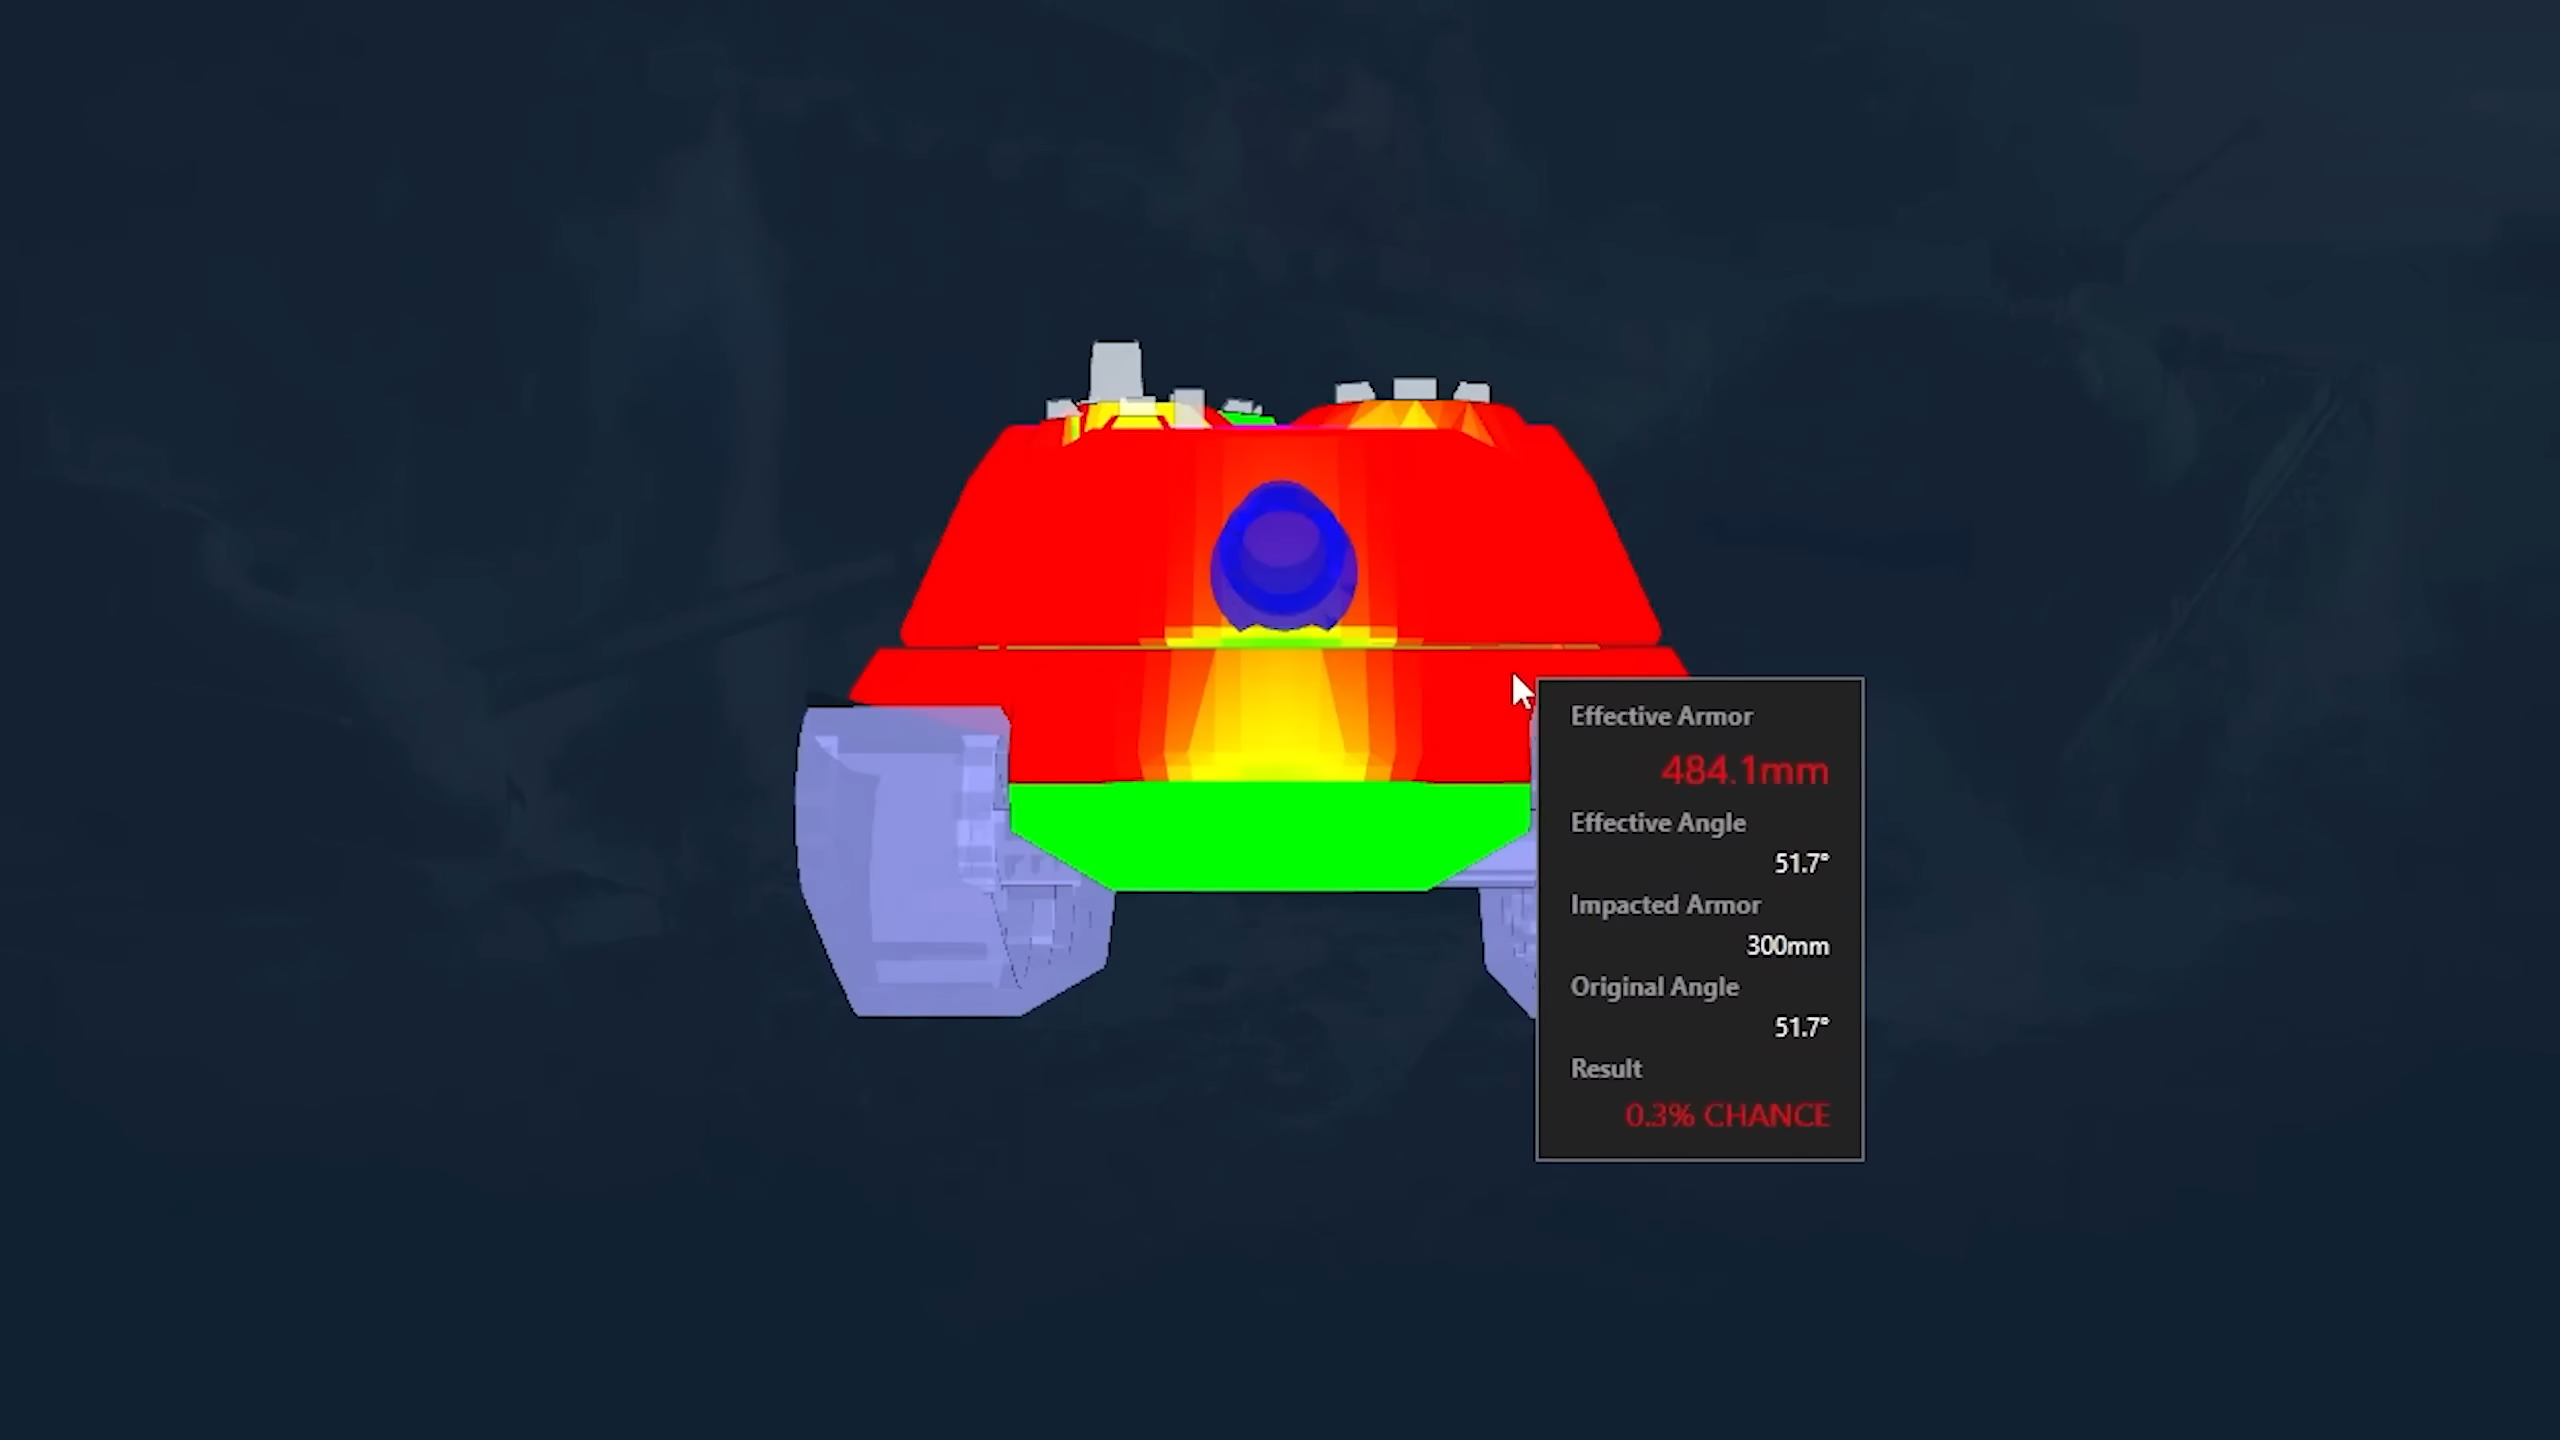 Effective Armor
484.1mm
Effective Angle
51.7°
Impacted Armor
300mm
Original Angle
51.7°
Result
0.3% CHANCE